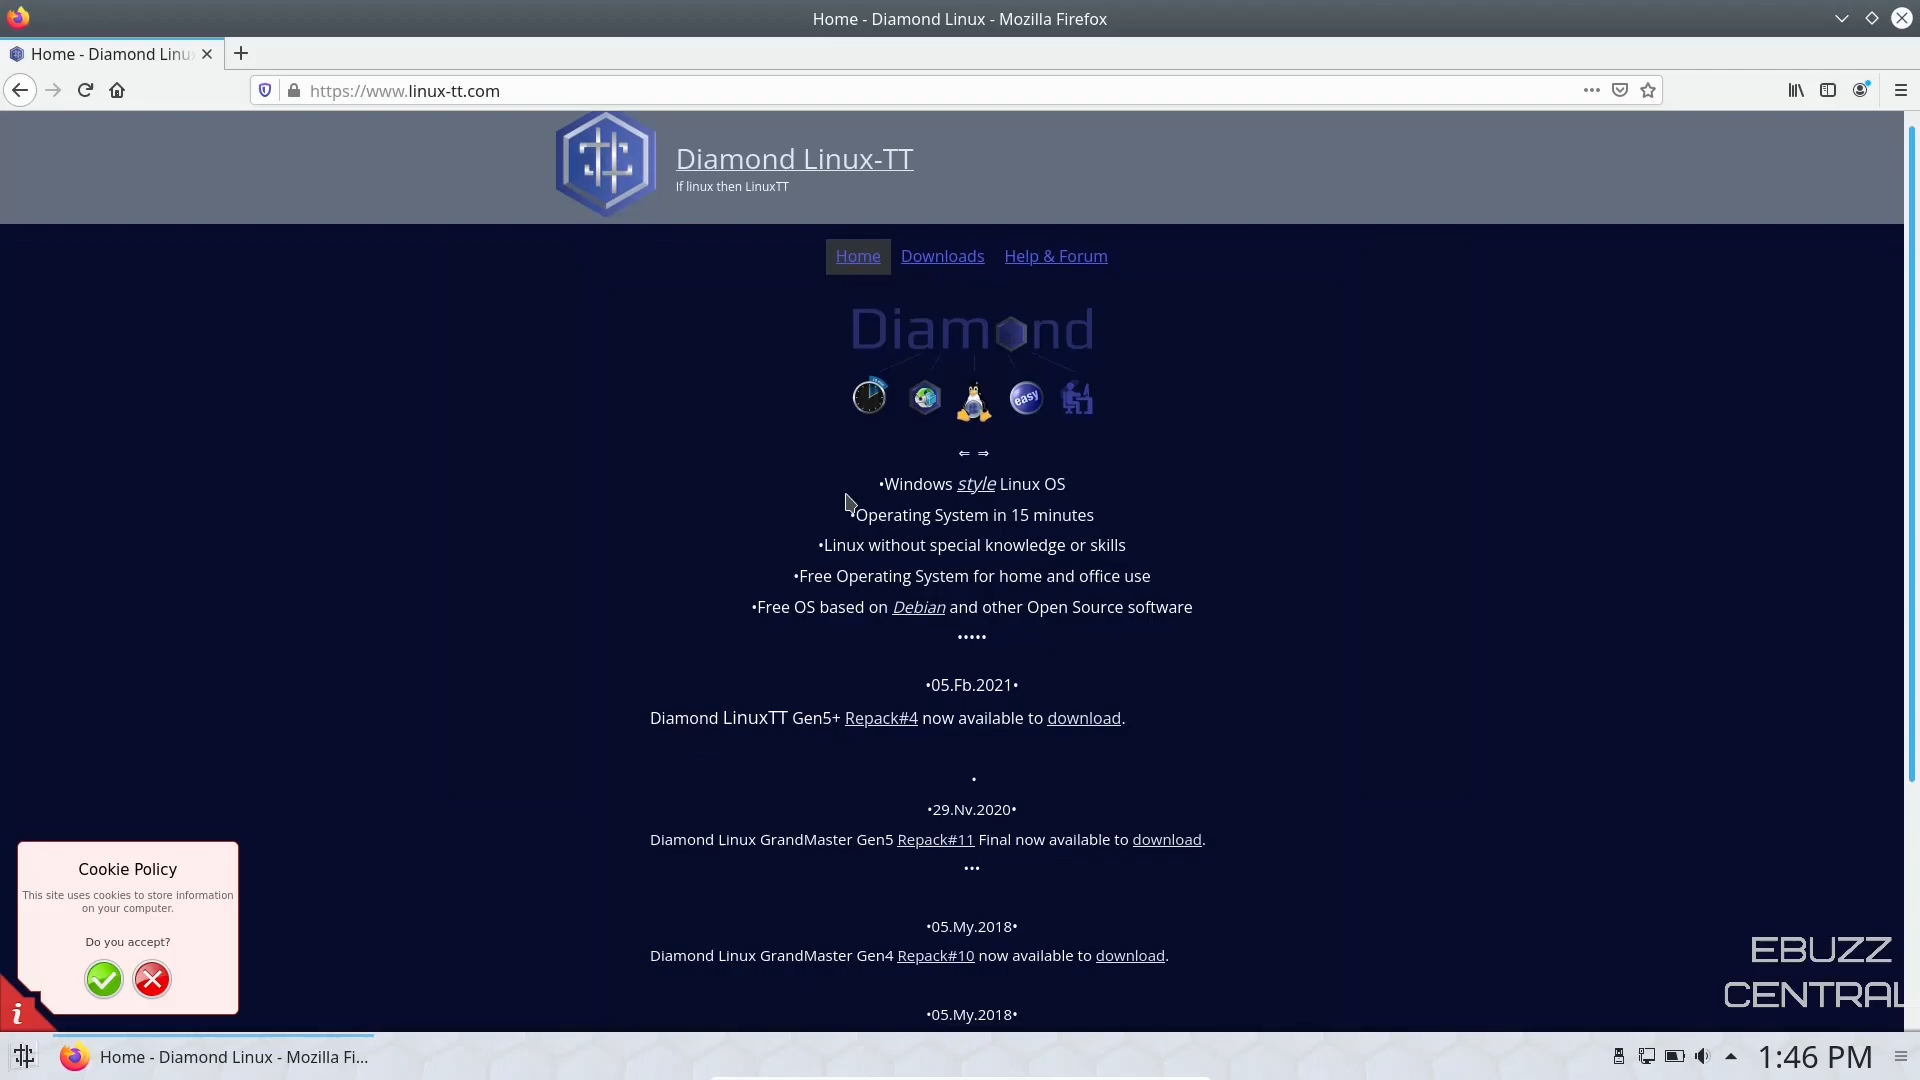 Home - Diamond Linux - Mozilla Firefox
Home - Diamond Linu
https://www.linux-tt.com
Diamond Linux-TT
If linux then LinuxTT
Home Downloads Help & Forum
Diamond
easy
⇐ ⇒
•Windows style Linux OS
•Operating System in 15 minutes
•Linux without special knowledge or skills
•Free Operating System for home and office use
•Free OS based on Debian and other Open Source software
•••••
•05.Fb.2021•
Diamond LinuxTT Gen5+ Repack#4 now available to download.
•
•29.Nv.2020•
Diamond Linux GrandMaster Gen5 Repack#11 Final now available to download.
•••
•05.My.2018•
Diamond Linux GrandMaster Gen4 Repack#10 now available to download.
•05.My.2018•
Cookie Policy
This site uses cookies to store information
on your computer.
Do you accept?
i
EBUZZ
CENTRAL
Home - Diamond Linux - Mozilla Fi...
1:46 PM